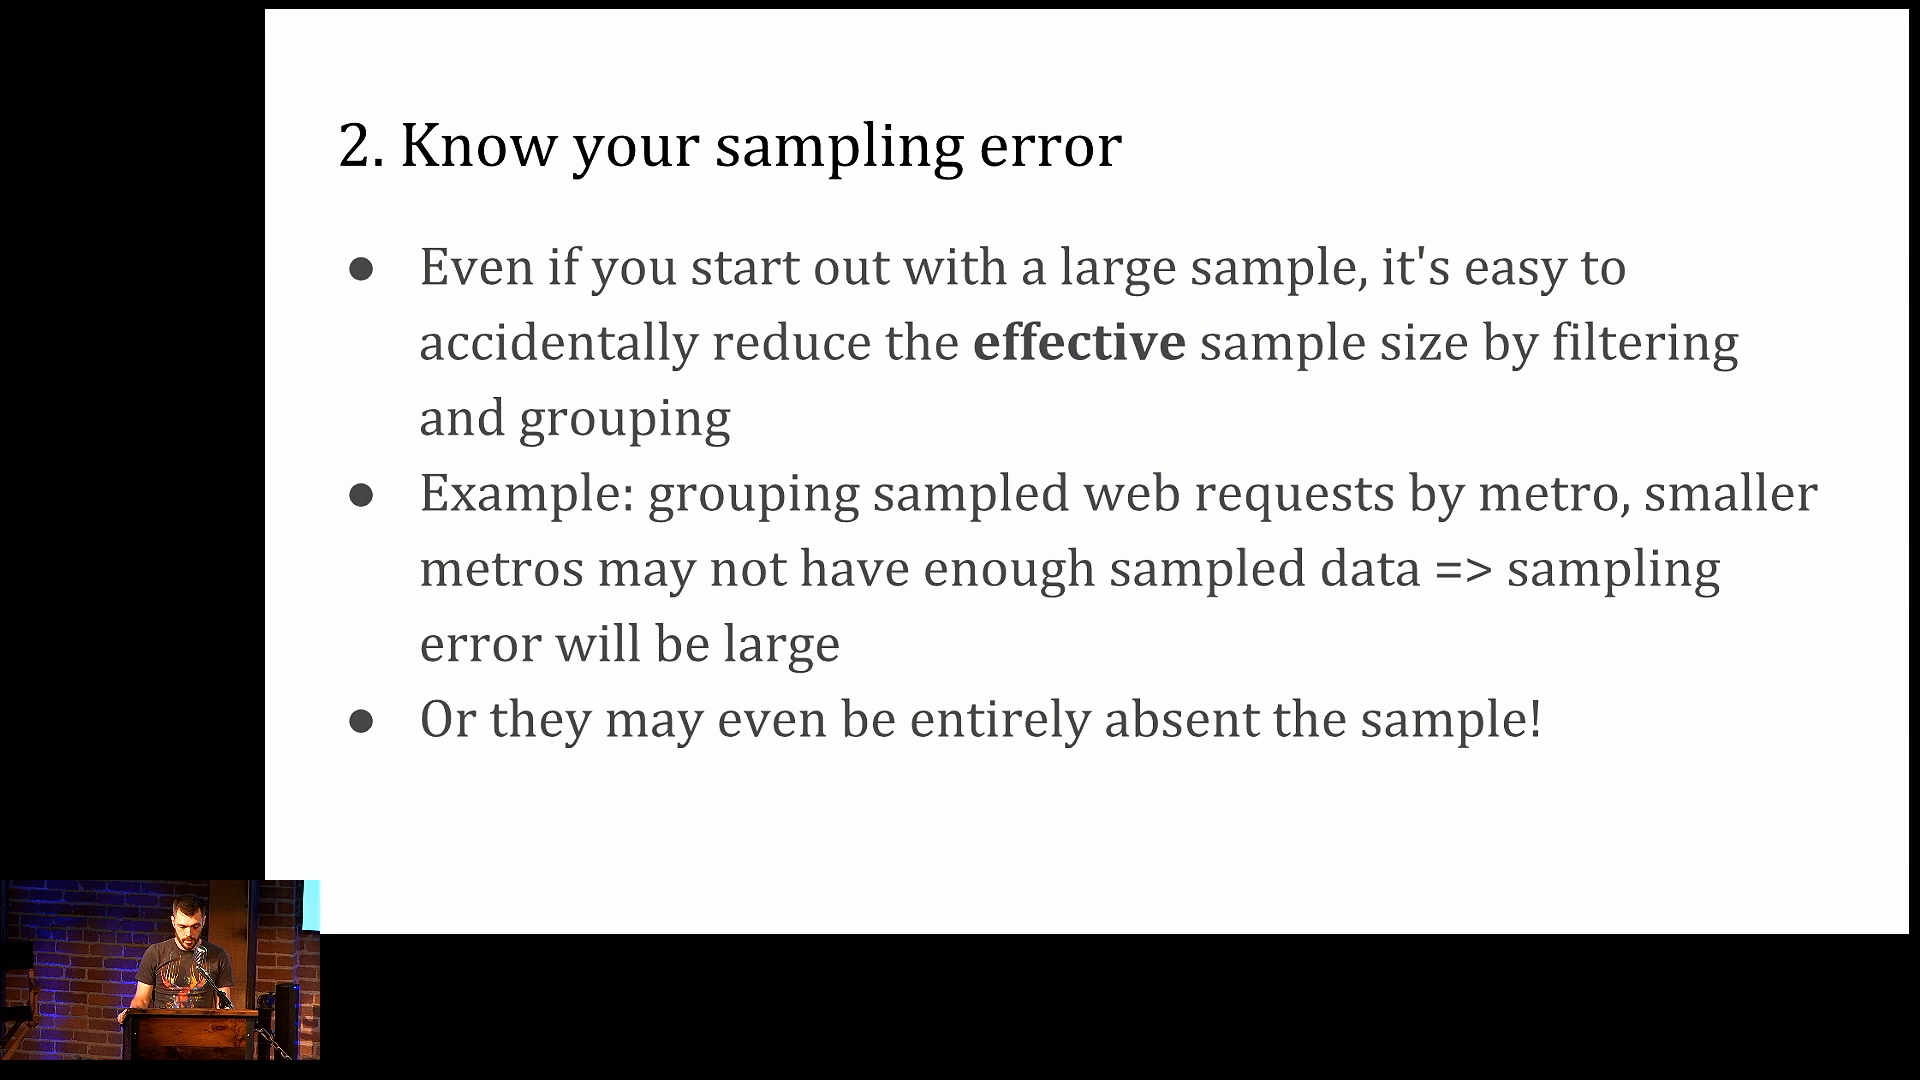 2. Know your sampling error
● Even if you start out with a large sample, it's easy to
accidentally reduce the effective sample size by filtering
and grouping
● Example: grouping sampled web requests by metro, smaller
metros may not have enough sampled data => sampling
error will be large
● Or they may even be entirely absent the sample!